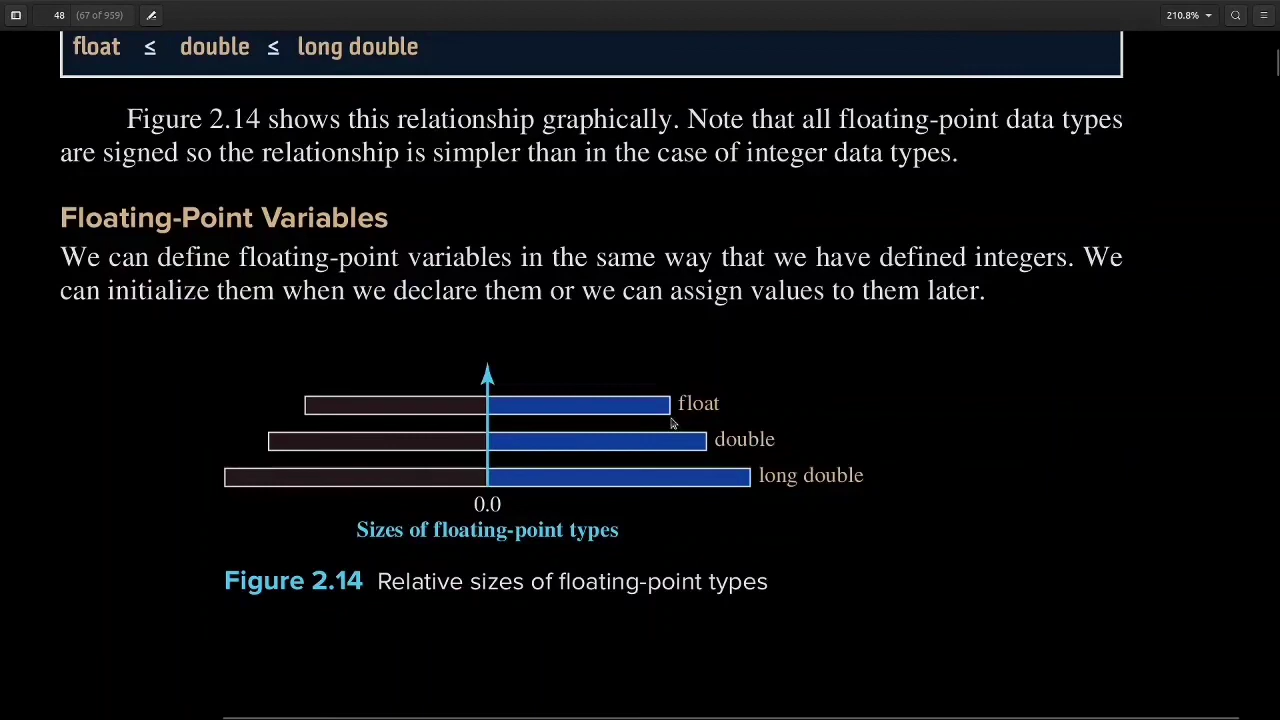 48 (67 of 959) 210.8%
float ≤ double ≤ long double
Figure 2.14 shows this relationship graphically. Note that all floating-point data types
are signed so the relationship is simpler than in the case of integer data types.
Floating-Point Variables
We can define floating-point variables in the same way that we have defined integers. We
can initialize them when we declare them or we can assign values to them later.
float
double
long double
0.0
Sizes of floating-point types
Figure 2.14 Relative sizes of floating-point types